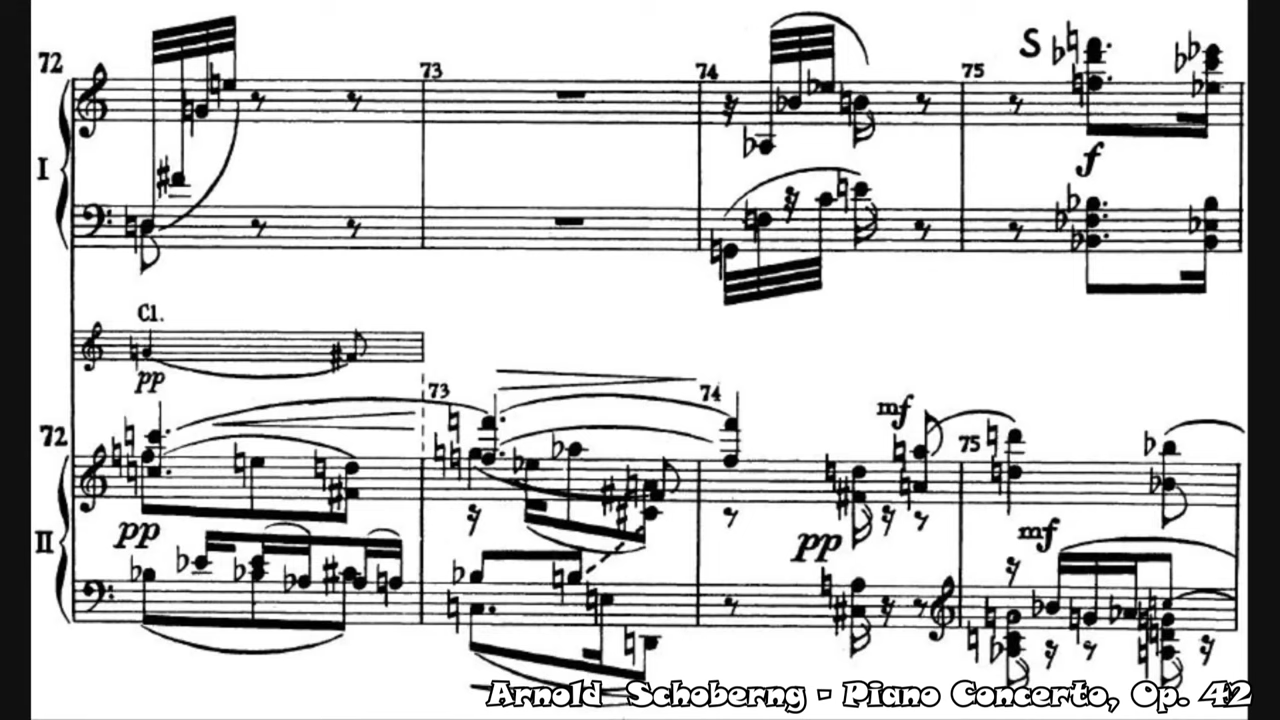 72 73 74 75 S
I
f
Cl.
pp
72 73 74 mf 75
II
pp pp mf
Arnold Schoberng - Piano Concerto, Op. 42